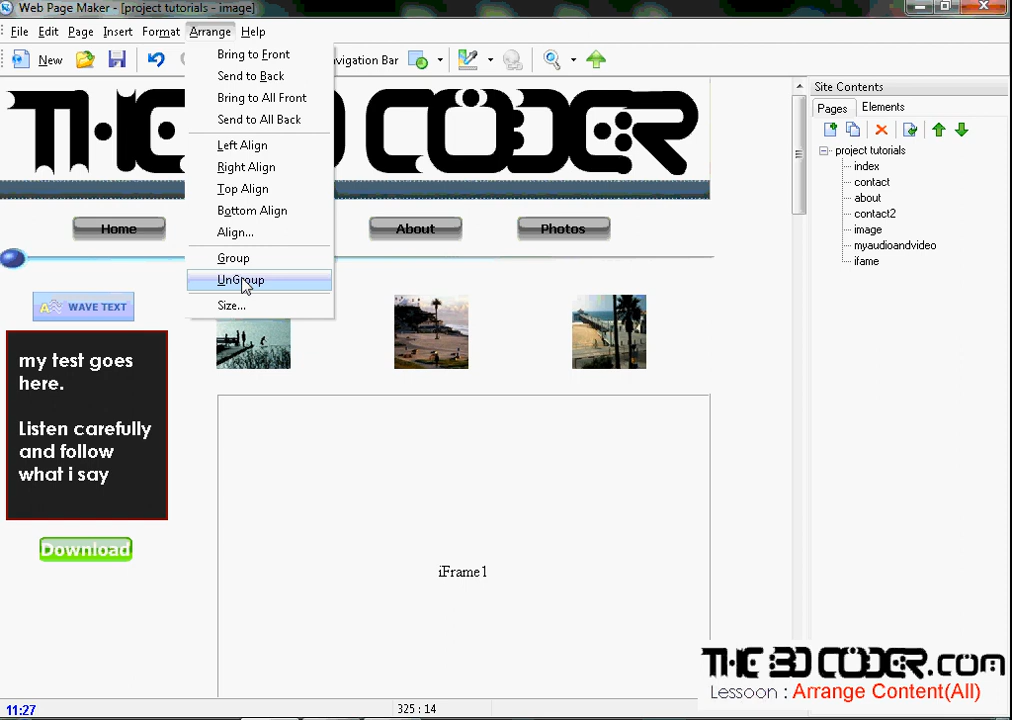 Web Page Maker - [project tutorials - image]
File Edit Page Insert Format Arrange Help
New
vigation Bar
Bring to Front
Send to Back
Bring to All Front
Send to All Back
Left Align
Right Align
Top Align
Bottom Align
Align...
Group
UnGroup
Size...
THE 3D CODER
Home
About
Photos
WAVE TEXT
my test goes
here.
Listen carefully
and follow
what i say
Download
iFrame1
Site Contents
Pages Elements
project tutorials
index
contact
about
contact2
image
myaudioandvideo
ifame
THE 3D CODER.COM
Lessoon : Arrange Content(All)
11:27
325 : 14